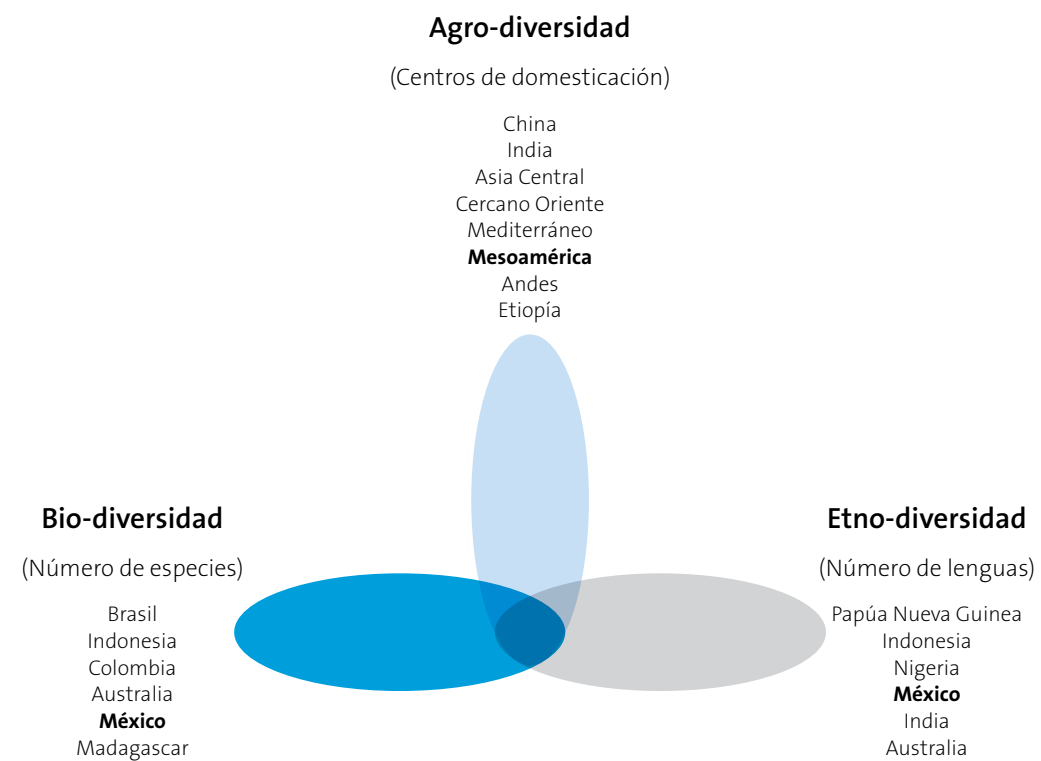 Agro-diversidad
(Centros de domesticación)
China
India
Asia Central
Cercano Oriente
Mediterráneo
Mesoamérica
Andes
Etiopía
Bio-diversidad
(Número de especies)
Brasil
Indonesia
Colombia
Australia
México
Madagascar
Etno-diversidad
(Número de lenguas)
Papúa Nueva Guinea
Indonesia
Nigeria
México
India
Australia